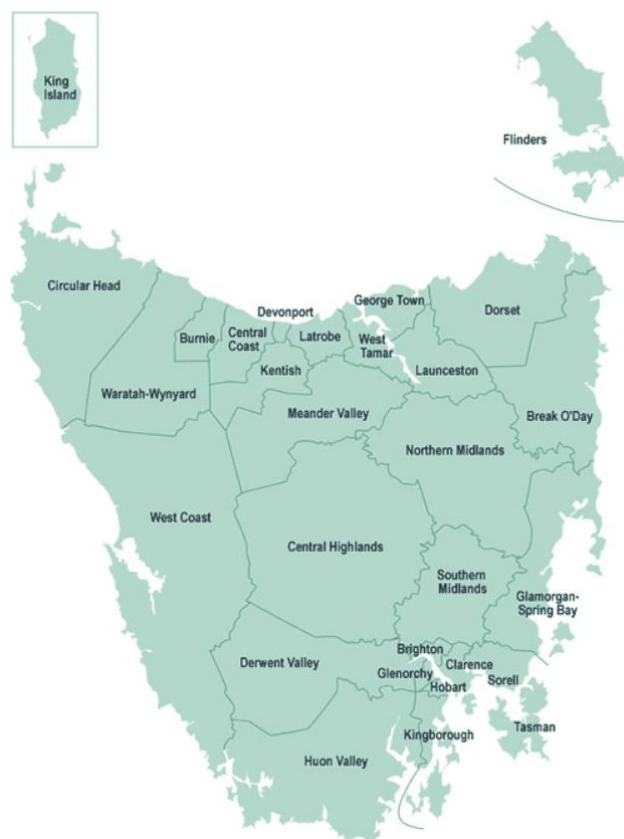 King
Island
Flinders
Circular Head
George Town
Devonport
Dorset
Burnie
Central
Coast
Latrobe
West
Tamar
Kentish
Launceston
Waratah-Wynyard
Meander Valley
Break O'Day
Northern Midlands
West Coast
Central Highlands
Southern
Midlands
Glamorgan-
Spring Bay
Brighton
Derwent Valley
Clarence
Glenorchy
Sorell
Hobart
Tasman
Kingborough
Huon Valley